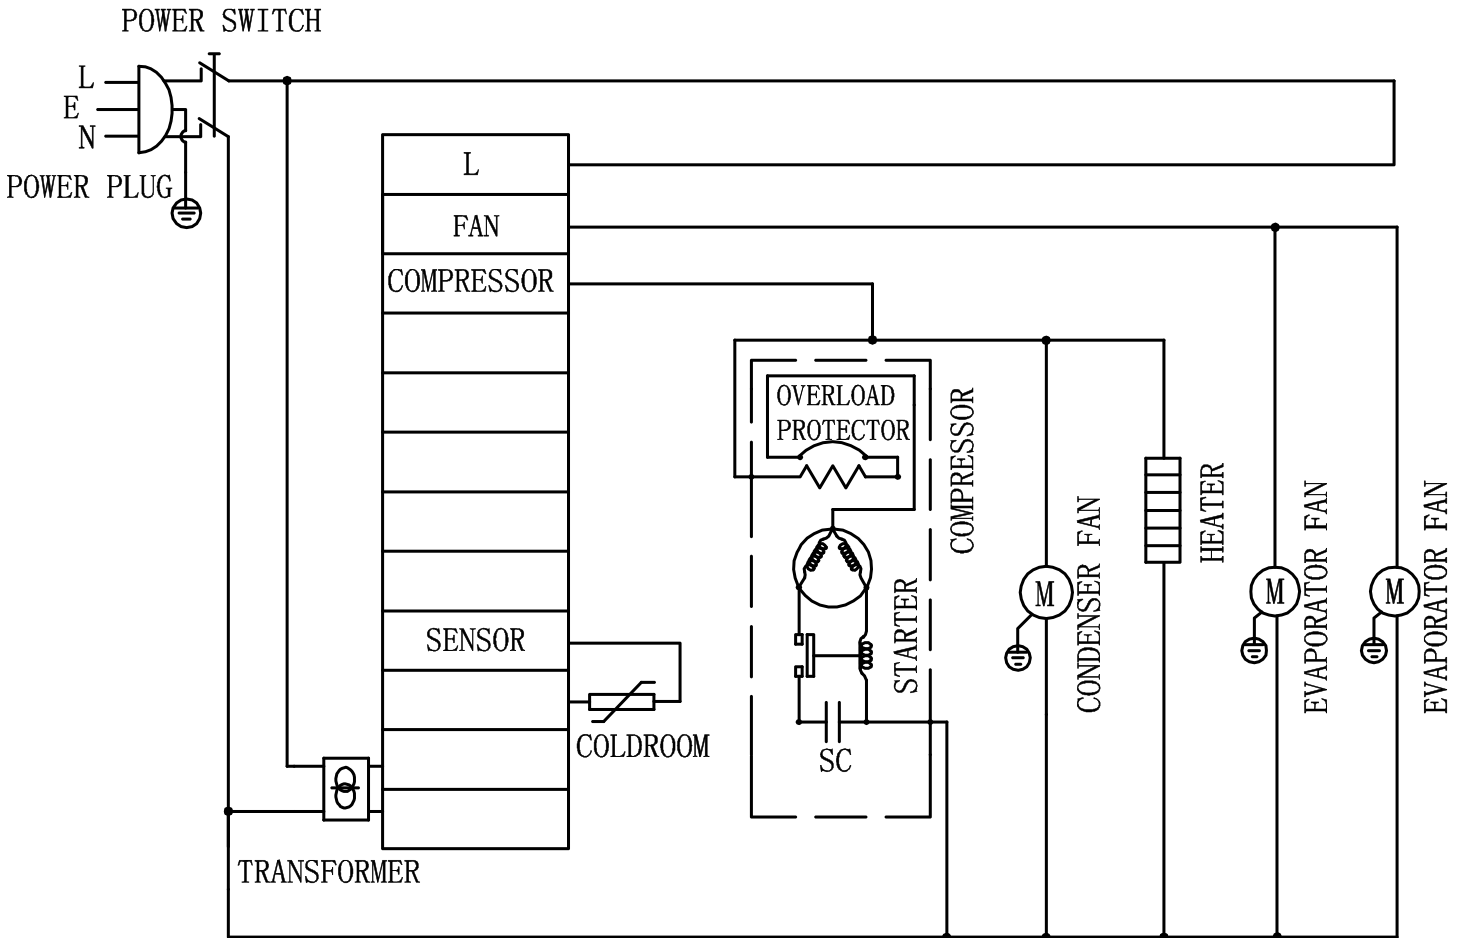 POWER SWITCH
L
E
N
POWER PLUG
L
FAN
COMPRESSOR
OVERLOAD
PROTECTOR
COMPRESSOR
STARTER
SC
CONDENSER FAN
M
HEATER
M
EVAPORATOR FAN
M
EVAPORATOR FAN
SENSOR
COLDROOM
TRANSFORMER